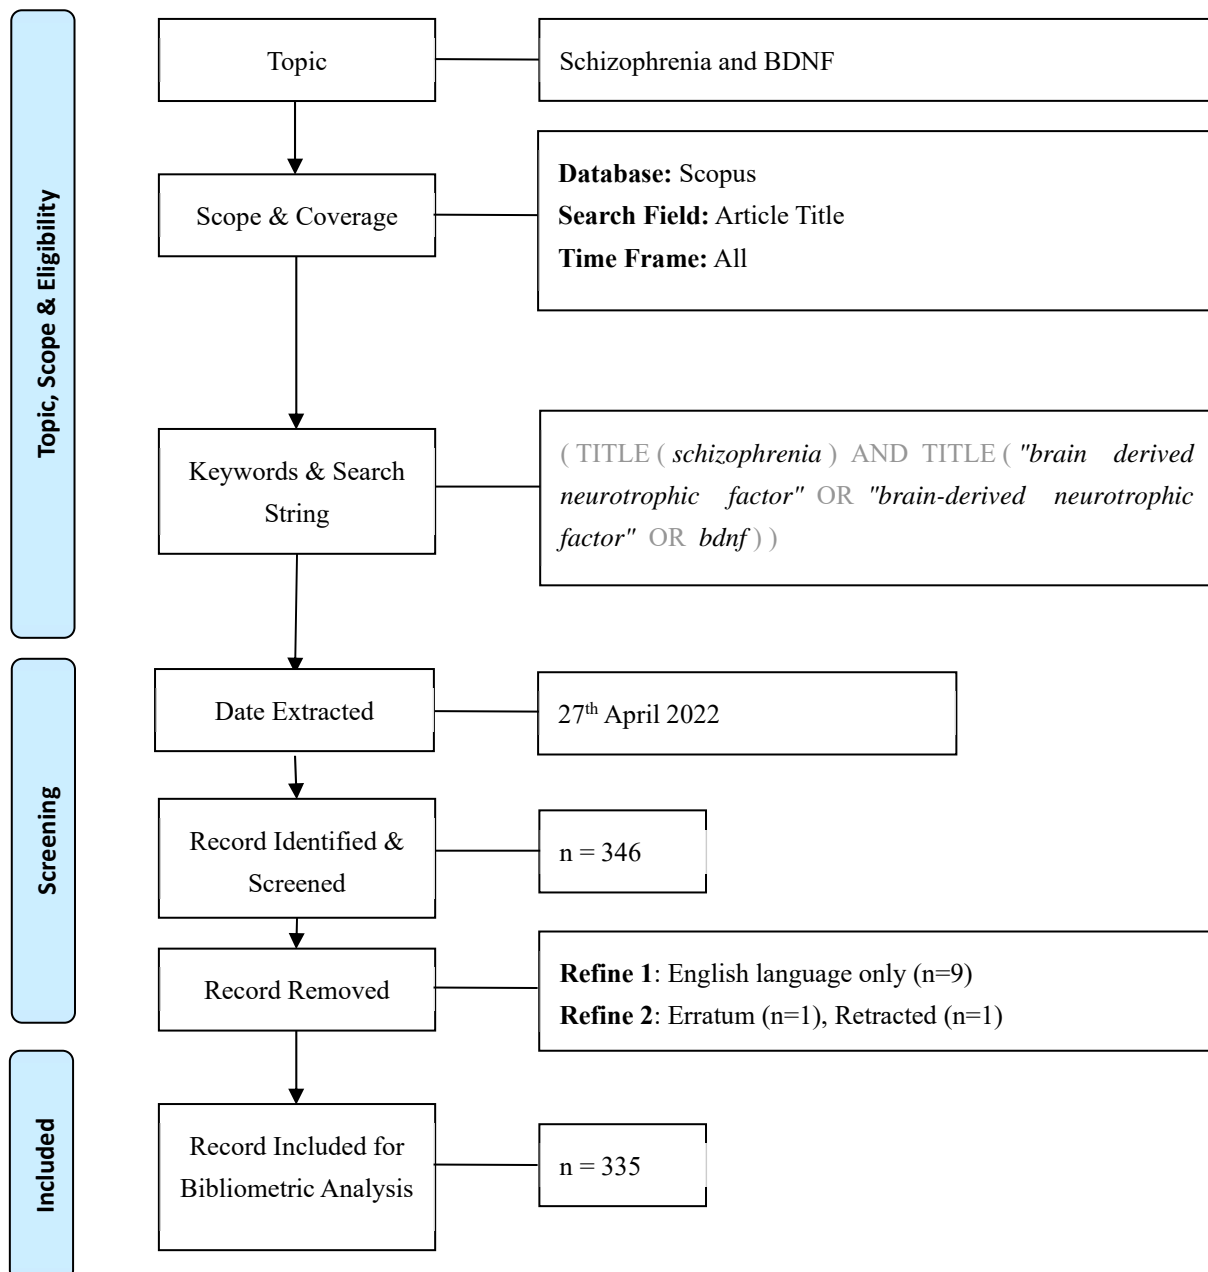 Topic, Scope & Eligibility
Topic
Schizophrenia and BDNF
Scope & Coverage
Database: Scopus
Search Field: Article Title
Time Frame: All
Keywords & Search
String
( TITLE ( schizophrenia ) AND TITLE ( "brain derived
neurotrophic factor" OR "brain-derived neurotrophic
factor" OR bdnf ) )
Screening
Date Extracted
27th April 2022
Record Identified &
Screened
n = 346
Record Removed
Refine 1: English language only (n=9)
Refine 2: Erratum (n=1), Retracted (n=1)
Included
Record Included for
Bibliometric Analysis
n = 335